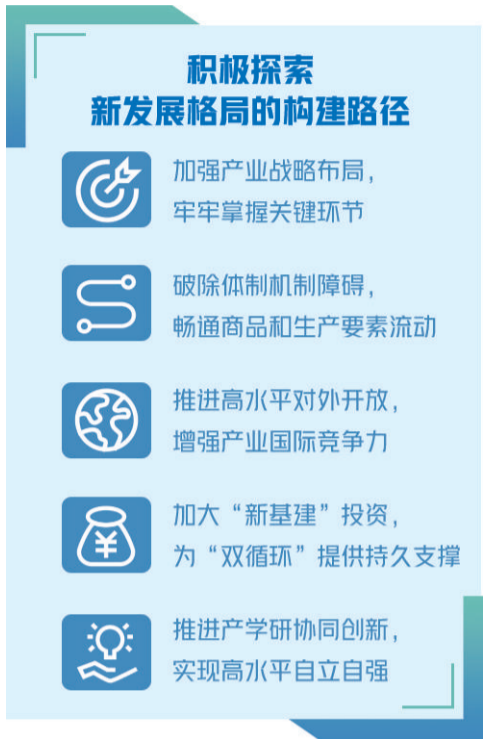 积极探索
新发展格局的构建路径
加强产业战略布局，
牢牢掌握关键环节
破除体制机制障碍，
畅通商品和生产要素流动
推进高水平对外开放，
增强产业国际竞争力
¥
加大“新基建”投资，
为“双循环”提供持久支撑
推进产学研协同创新，
实现高水平自立自强